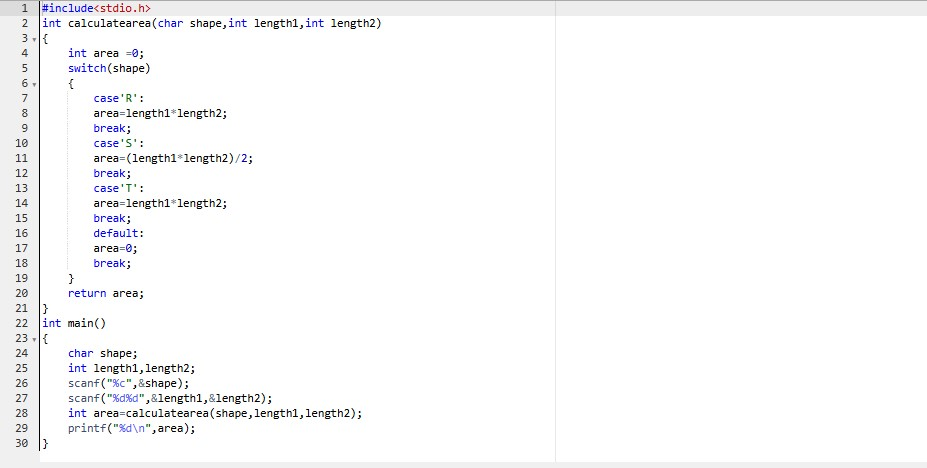 1 #include<stdio.h>
2 int calculatearea(char shape,int length1,int length2)
3 {
4     int area =0;
5     switch(shape)
6     {
7         case'R':
8         area=length1*length2;
9         break;
10         case'S':
11         area=(length1*length2)/2;
12         break;
13         case'T':
14         area=length1*length2;
15         break;
16         default:
17         area=0;
18         break;
19     }
20     return area;
21 }
22 int main()
23 {
24     char shape;
25     int length1,length2;
26     scanf("%c",&shape);
27     scanf("%d%d",&length1,&length2);
28     int area=calculatearea(shape,length1,length2);
29     printf("%d\n",area);
30 }